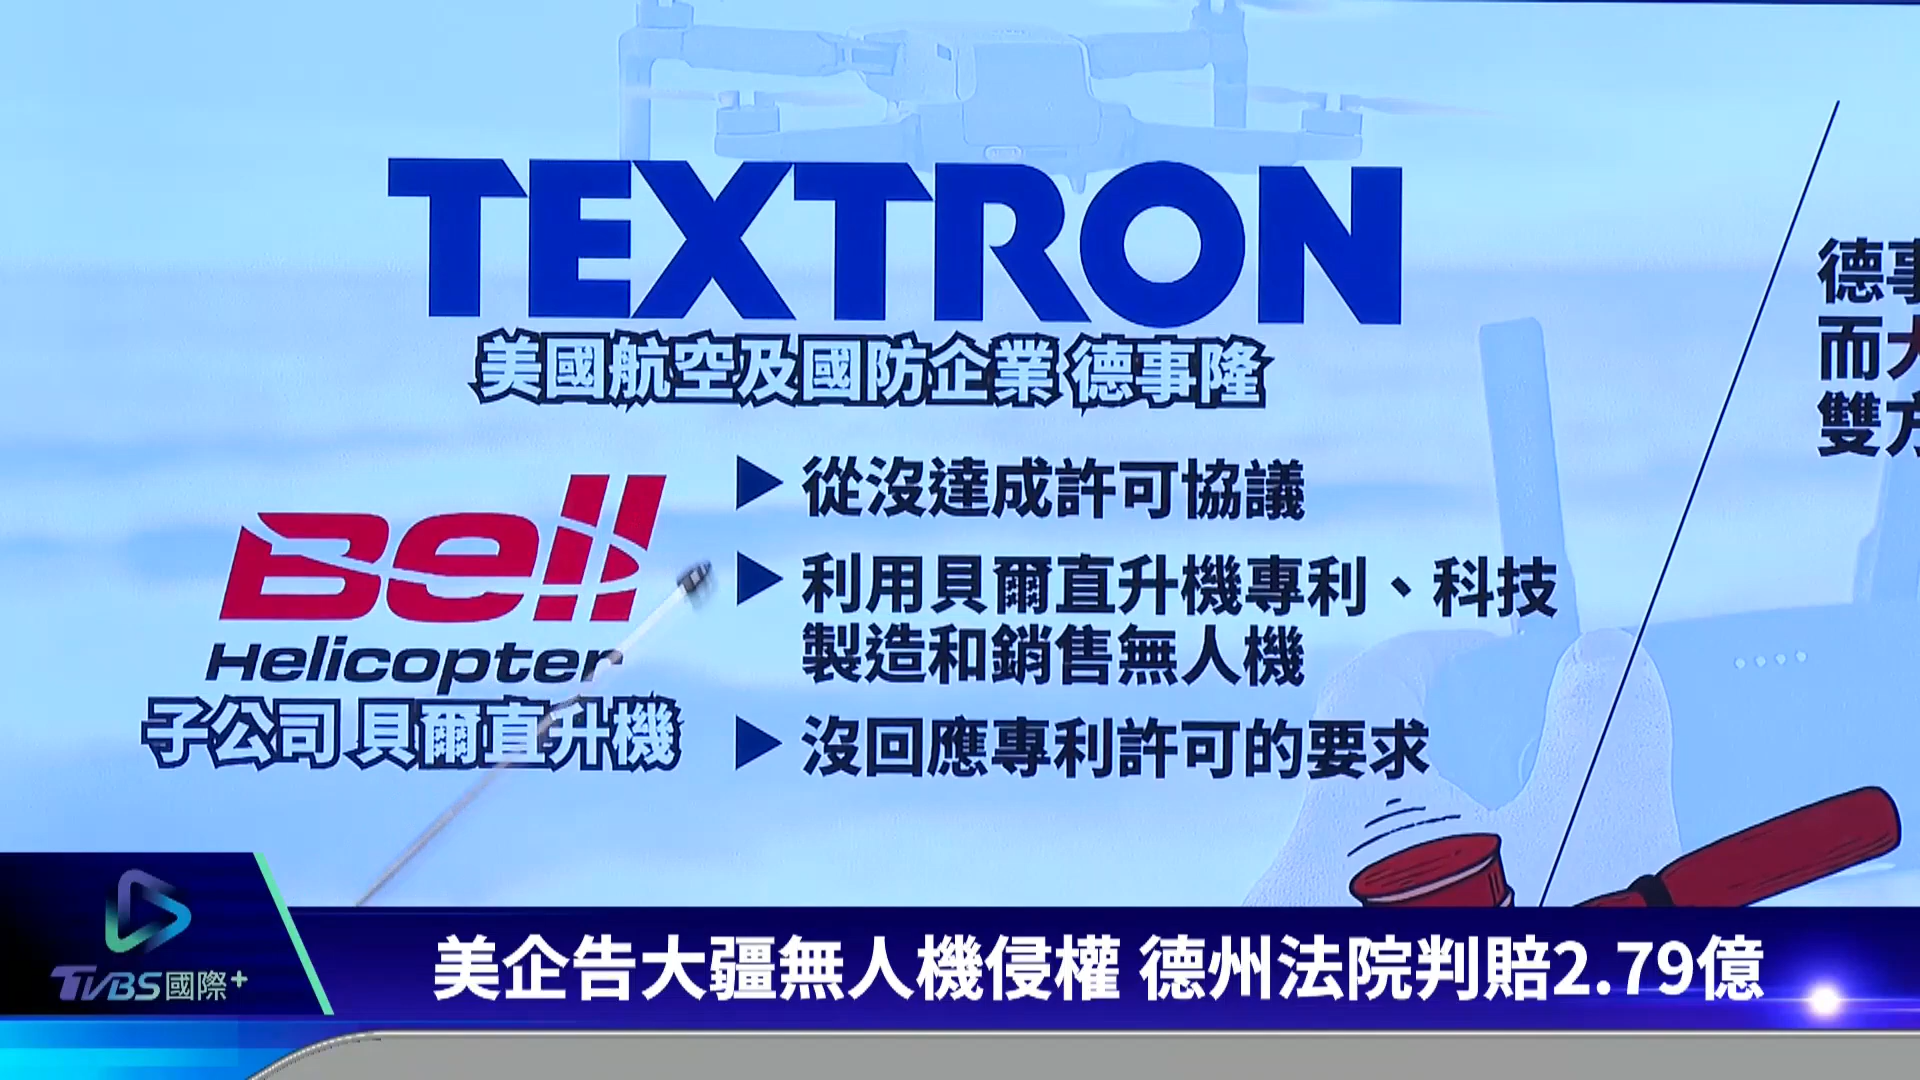 TEXTRON
美國航空及國防企業 德事隆
Bell
Helicopter
子公司 貝爾直升機
從沒達成許可協議
利用貝爾直升機專利、科技
製造和銷售無人機
沒回應專利許可的要求
德事
而大
雙方
TVBS國際+
美企告大疆無人機侵權 德州法院判賠2.79億